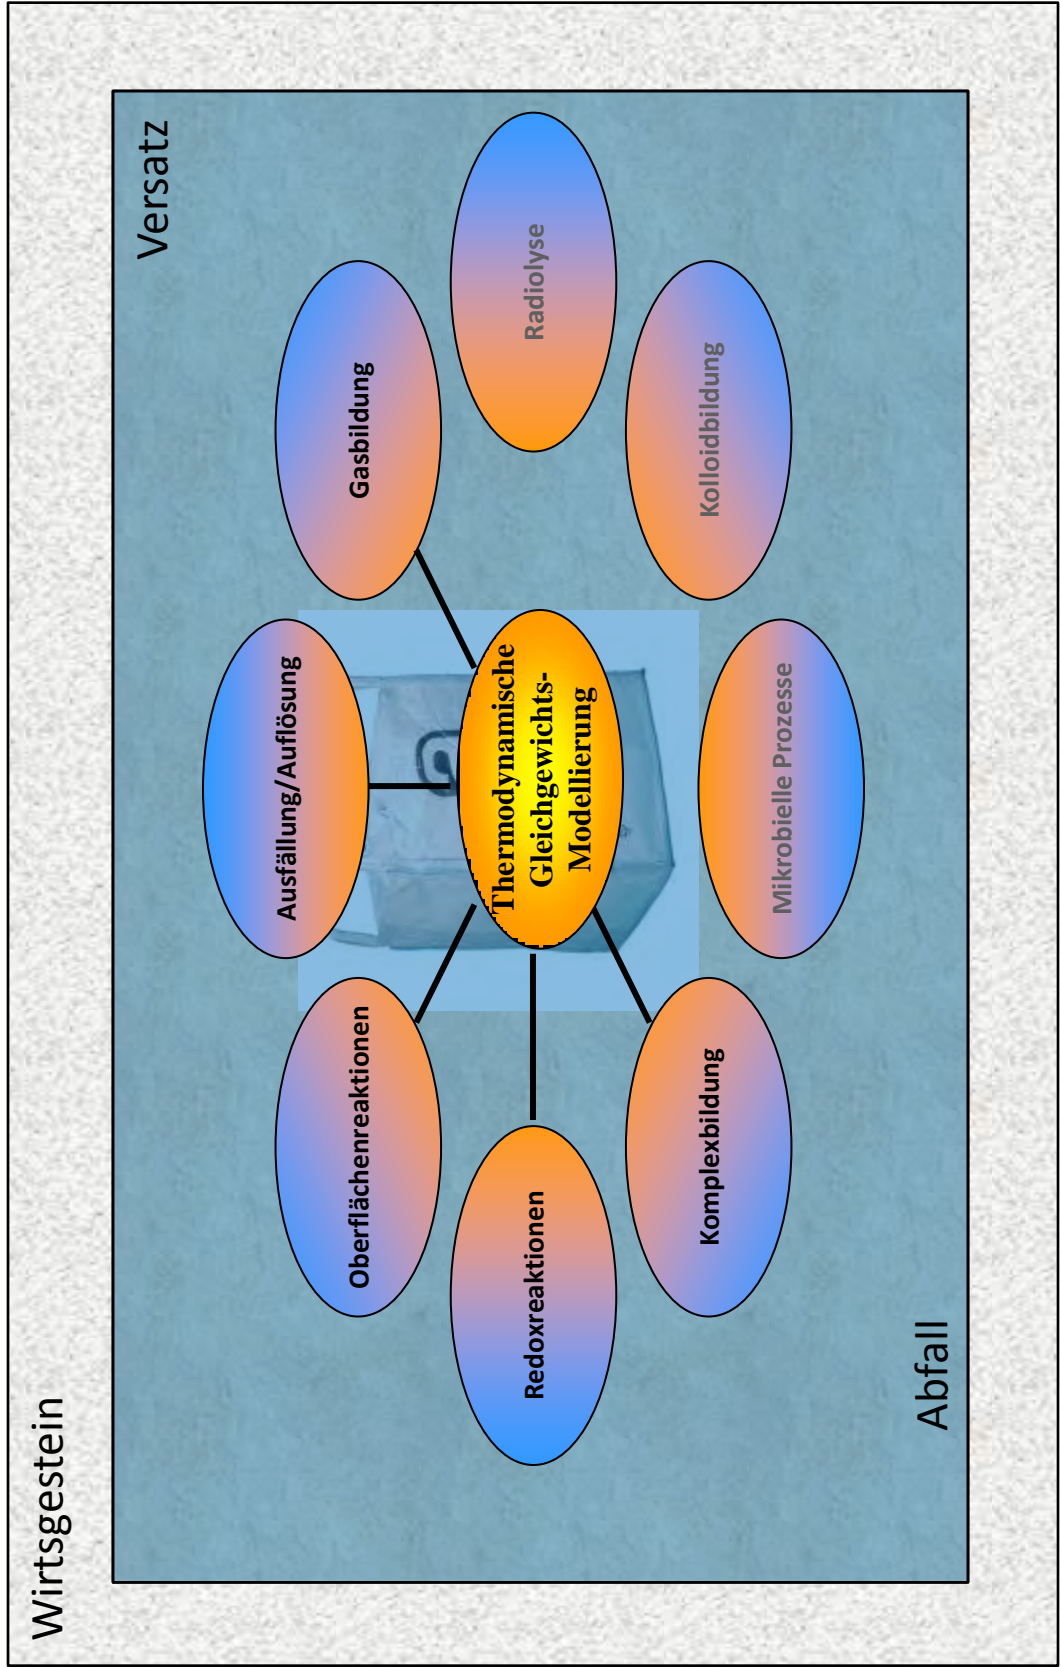 Wirtsgestein
Versatz
Ausfällung/Auflösung
Oberflächenreaktionen
Gasbildung
Thermodynamische
Gleichgewichts-
Modellierung
Redoxreaktionen
Radiolyse
Komplexbildung
Kolloidbildung
Mikrobielle Prozesse
Abfall